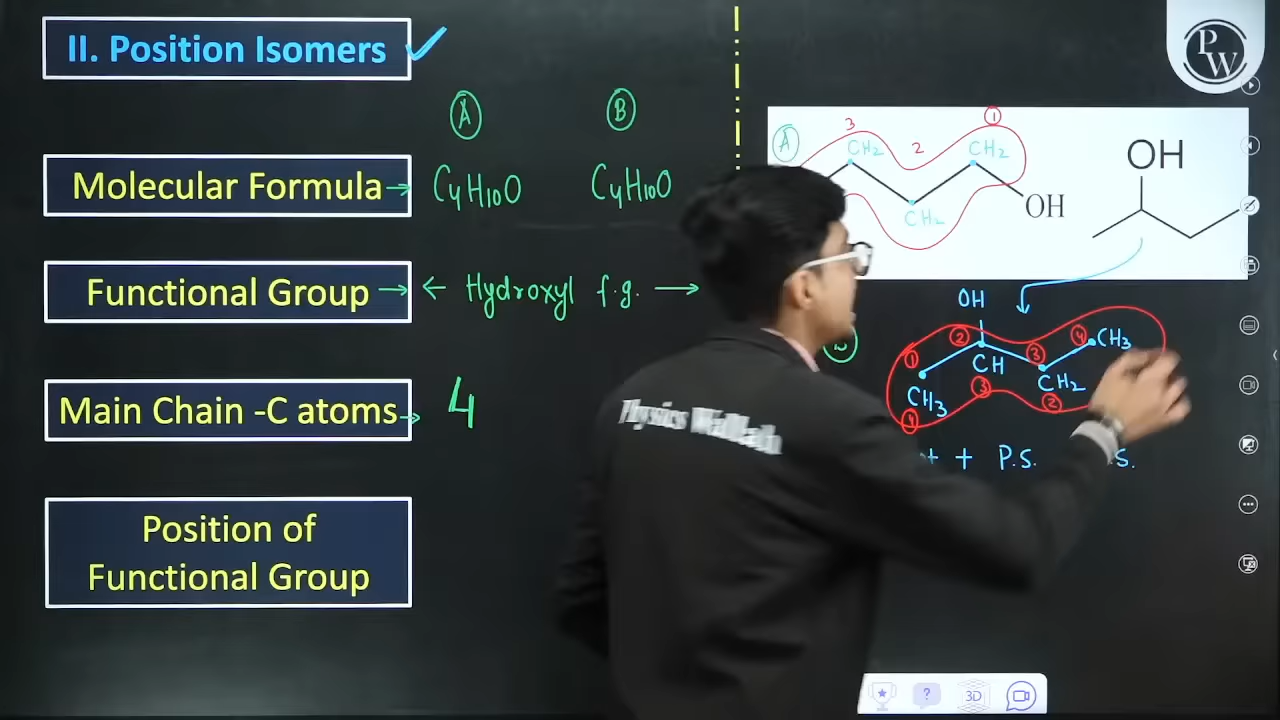 II. Position Isomers ✓
A B
Molecular Formula → C4H10O C4H10O
Functional Group → ← Hydroxyl f.g. →
Main Chain -C atoms → 4
Position of
Functional Group
PW
A 3 CH2 2 CH2 1
CH2 OH
OH
OH
1 2 CH 3 4 CH3
CH3 3 CH2
4 2
+ P.S.
Physics Wallah
? 3D